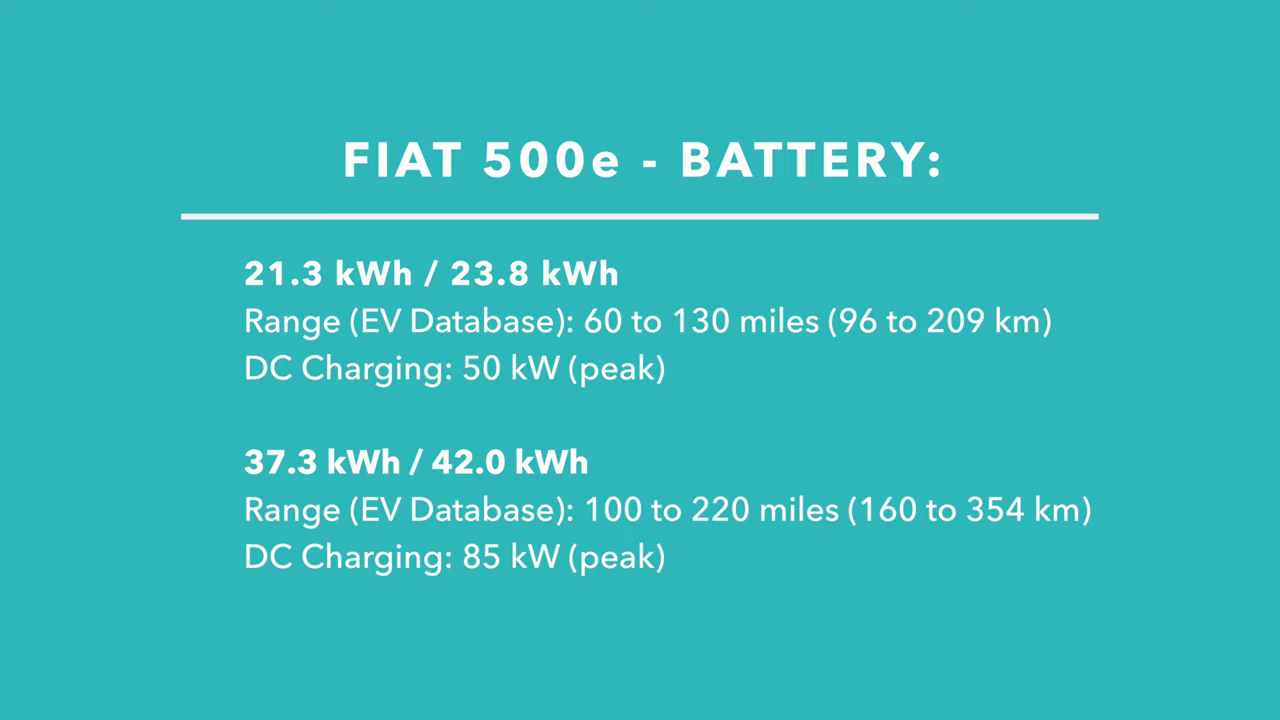 FIAT 500e - BATTERY:
21.3 kWh / 23.8 kWh
Range (EV Database): 60 to 130 miles (96 to 209 km)
DC Charging: 50 kW (peak)
37.3 kWh / 42.0 kWh
Range (EV Database): 100 to 220 miles (160 to 354 km)
DC Charging: 85 kW (peak)